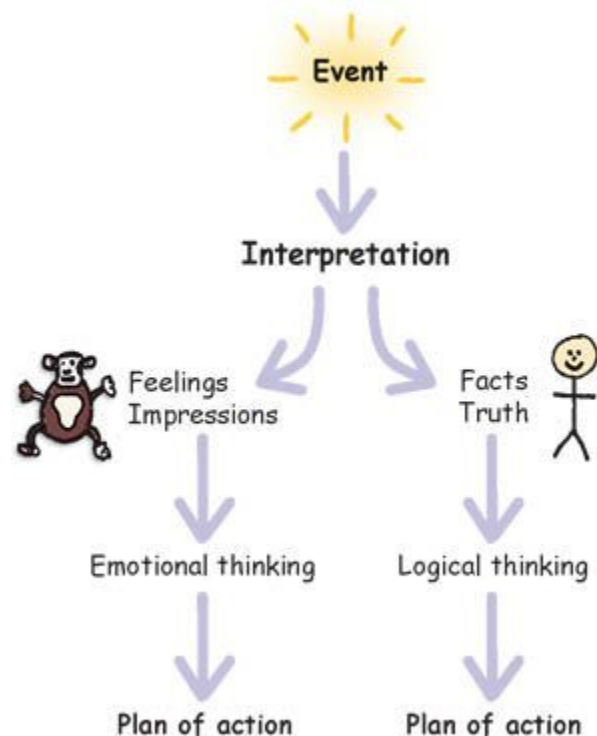 Event
Interpretation
Feelings
Impressions
Facts
Truth
Emotional thinking
Logical thinking
Plan of action
Plan of action